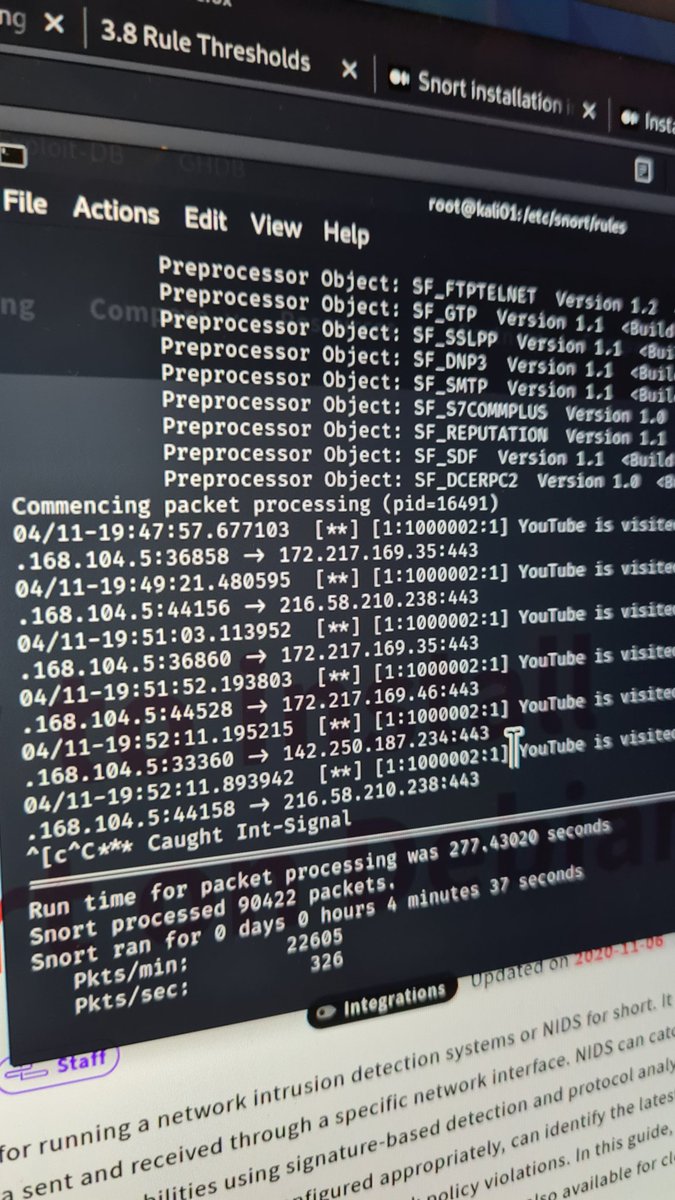 ng
3.8 Rule Thresholds
Snort installation
Insta
ploit-DB
GHDB
File Actions Edit View Help
root@kali01:/etc/snort/rules
ng
Preprocessor Object: SF_FTPTELNET Version 1.2
Preprocessor Object: SF_GTP Version 1.1 <Build
Preprocessor Object: SF_SSLPP Version 1.1 <Bui
Preprocessor Object: SF_DNP3 Version 1.1 <Buil
Preprocessor Object: SF_SMTP Version 1.1 <Buil
Preprocessor Object: SF_S7COMMPLUS Version 1.0
Preprocessor Object: SF_REPUTATION Version 1.1
Preprocessor Object: SF_SDF Version 1.1 <Build
Preprocessor Object: SF_DCERPC2 Version 1.0 <B
Commencing packet processing (pid=16491)
04/11-19:47:57.677103 [**] [1:1000002:1] YouTube is visite
.168.104.5:36858 → 172.217.169.35:443
04/11-19:49:21.480595 [**] [1:1000002:1] YouTube is visite
.168.104.5:44156 → 216.58.210.238:443
04/11-19:51:03.113952 [**] [1:1000002:1] YouTube is visite
.168.104.5:36860 → 172.217.169.35:443
04/11-19:51:52.193803 [**] [1:1000002:1] YouTube is visite
.168.104.5:44528 → 172.217.169.46:443
04/11-19:52:11.195215 [**] [1:1000002:1] YouTube is visite
.168.104.5:33360 → 142.250.187.234:443
04/11-19:52:11.893942 [**] [1:1000002:1] YouTube is visite
.168.104.5:44158 → 216.58.210.238:443
^[c^C*** Caught Int-Signal
Run time for packet processing was 277.43020 seconds
Snort processed 90422 packets.
Snort ran for 0 days 0 hours 4 minutes 37 seconds
Pkts/min: 22605
Pkts/sec: 326
Integrations
Updated on 2020-11-06
Staff
for running a network intrusion detection systems or NIDS for short. It
a sent and received through a specific network interface. NIDS can catc
bilities using signature-based detection and protocol analy
nfigured appropriately, can identify the latest
policy violations. In this guide,
also available for cl